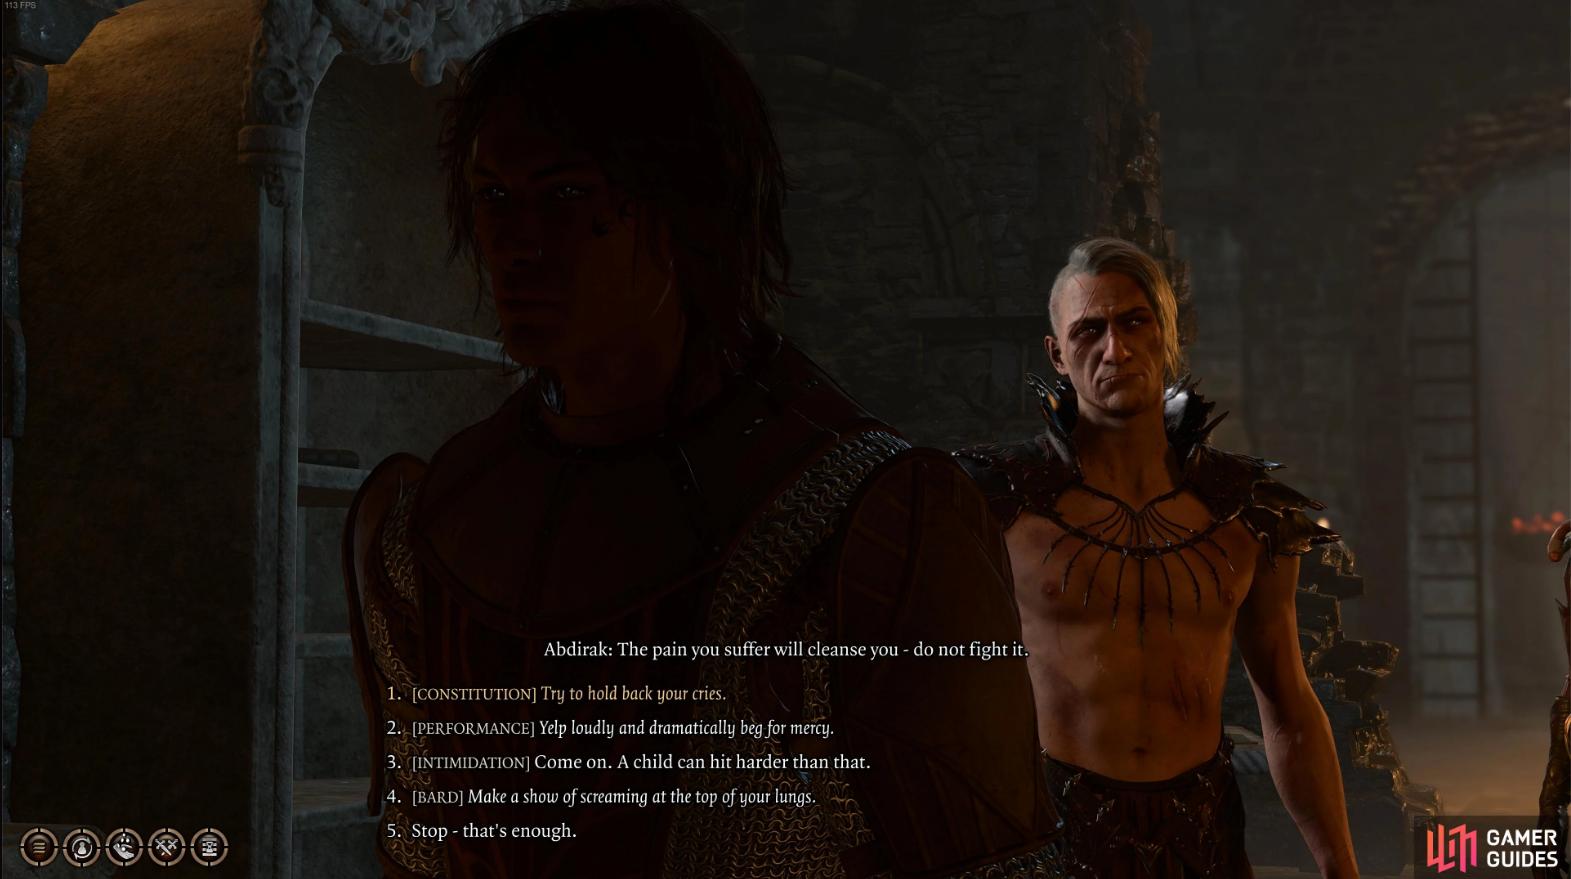 113 FPS
Abdirak: The pain you suffer will cleanse you - do not fight it.
1. [CONSTITUTION] Try to hold back your cries.
2. [PERFORMANCE] Yelp loudly and dramatically beg for mercy.
3. [INTIMIDATION] Come on. A child can hit harder than that.
4. [BARD] Make a show of screaming at the top of your lungs.
5. Stop - that's enough.
GAMER
GUIDES